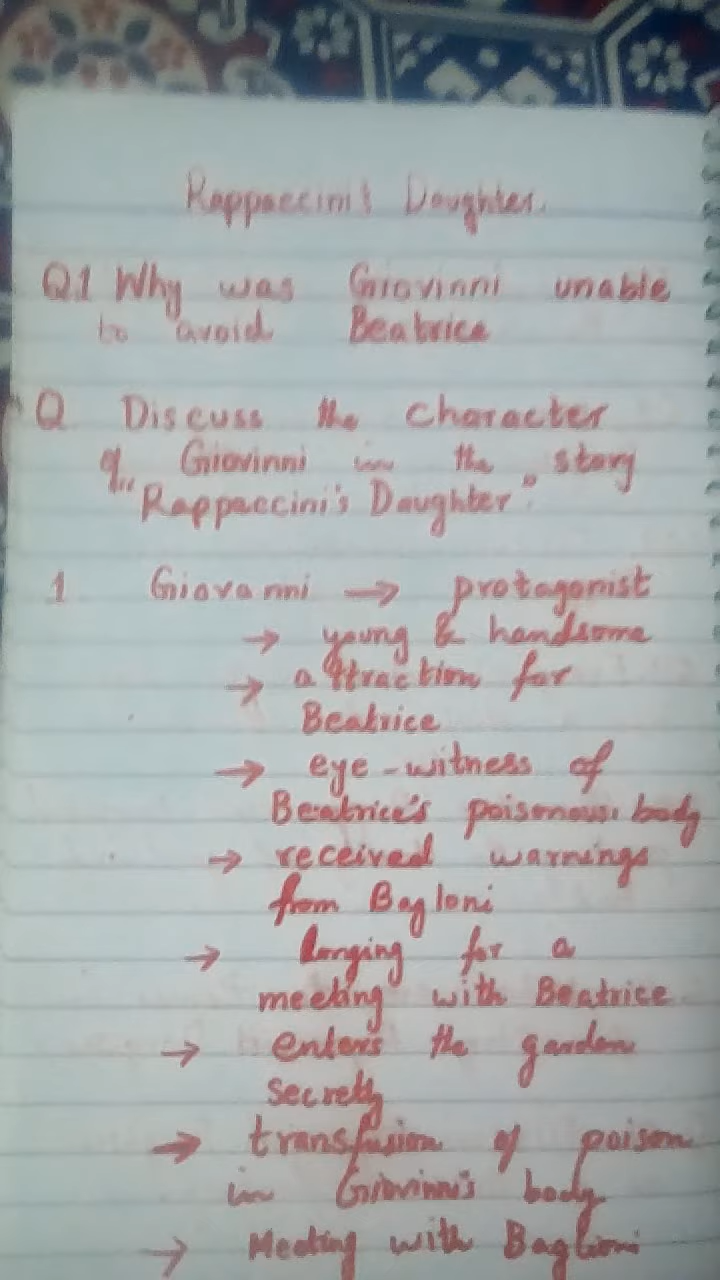 Rappaccini's Daughter.
Q1 Why was Giovinni unable
to avoid Beatrice
Q Discuss the character
of Giovinni in the story
"Rappaccini's Daughter".
1 Giovanni → protagonist
→ young & handsome
→ attraction for
Beatrice
→ eye-witness of
Beatrice's poisonous body
→ received warnings
from Bagloni
→ longing for a
meeting with Beatrice
→ enters the garden
secretly
→ transfusion of poison
in Giovinni's body
→ Meeting with Baglioni